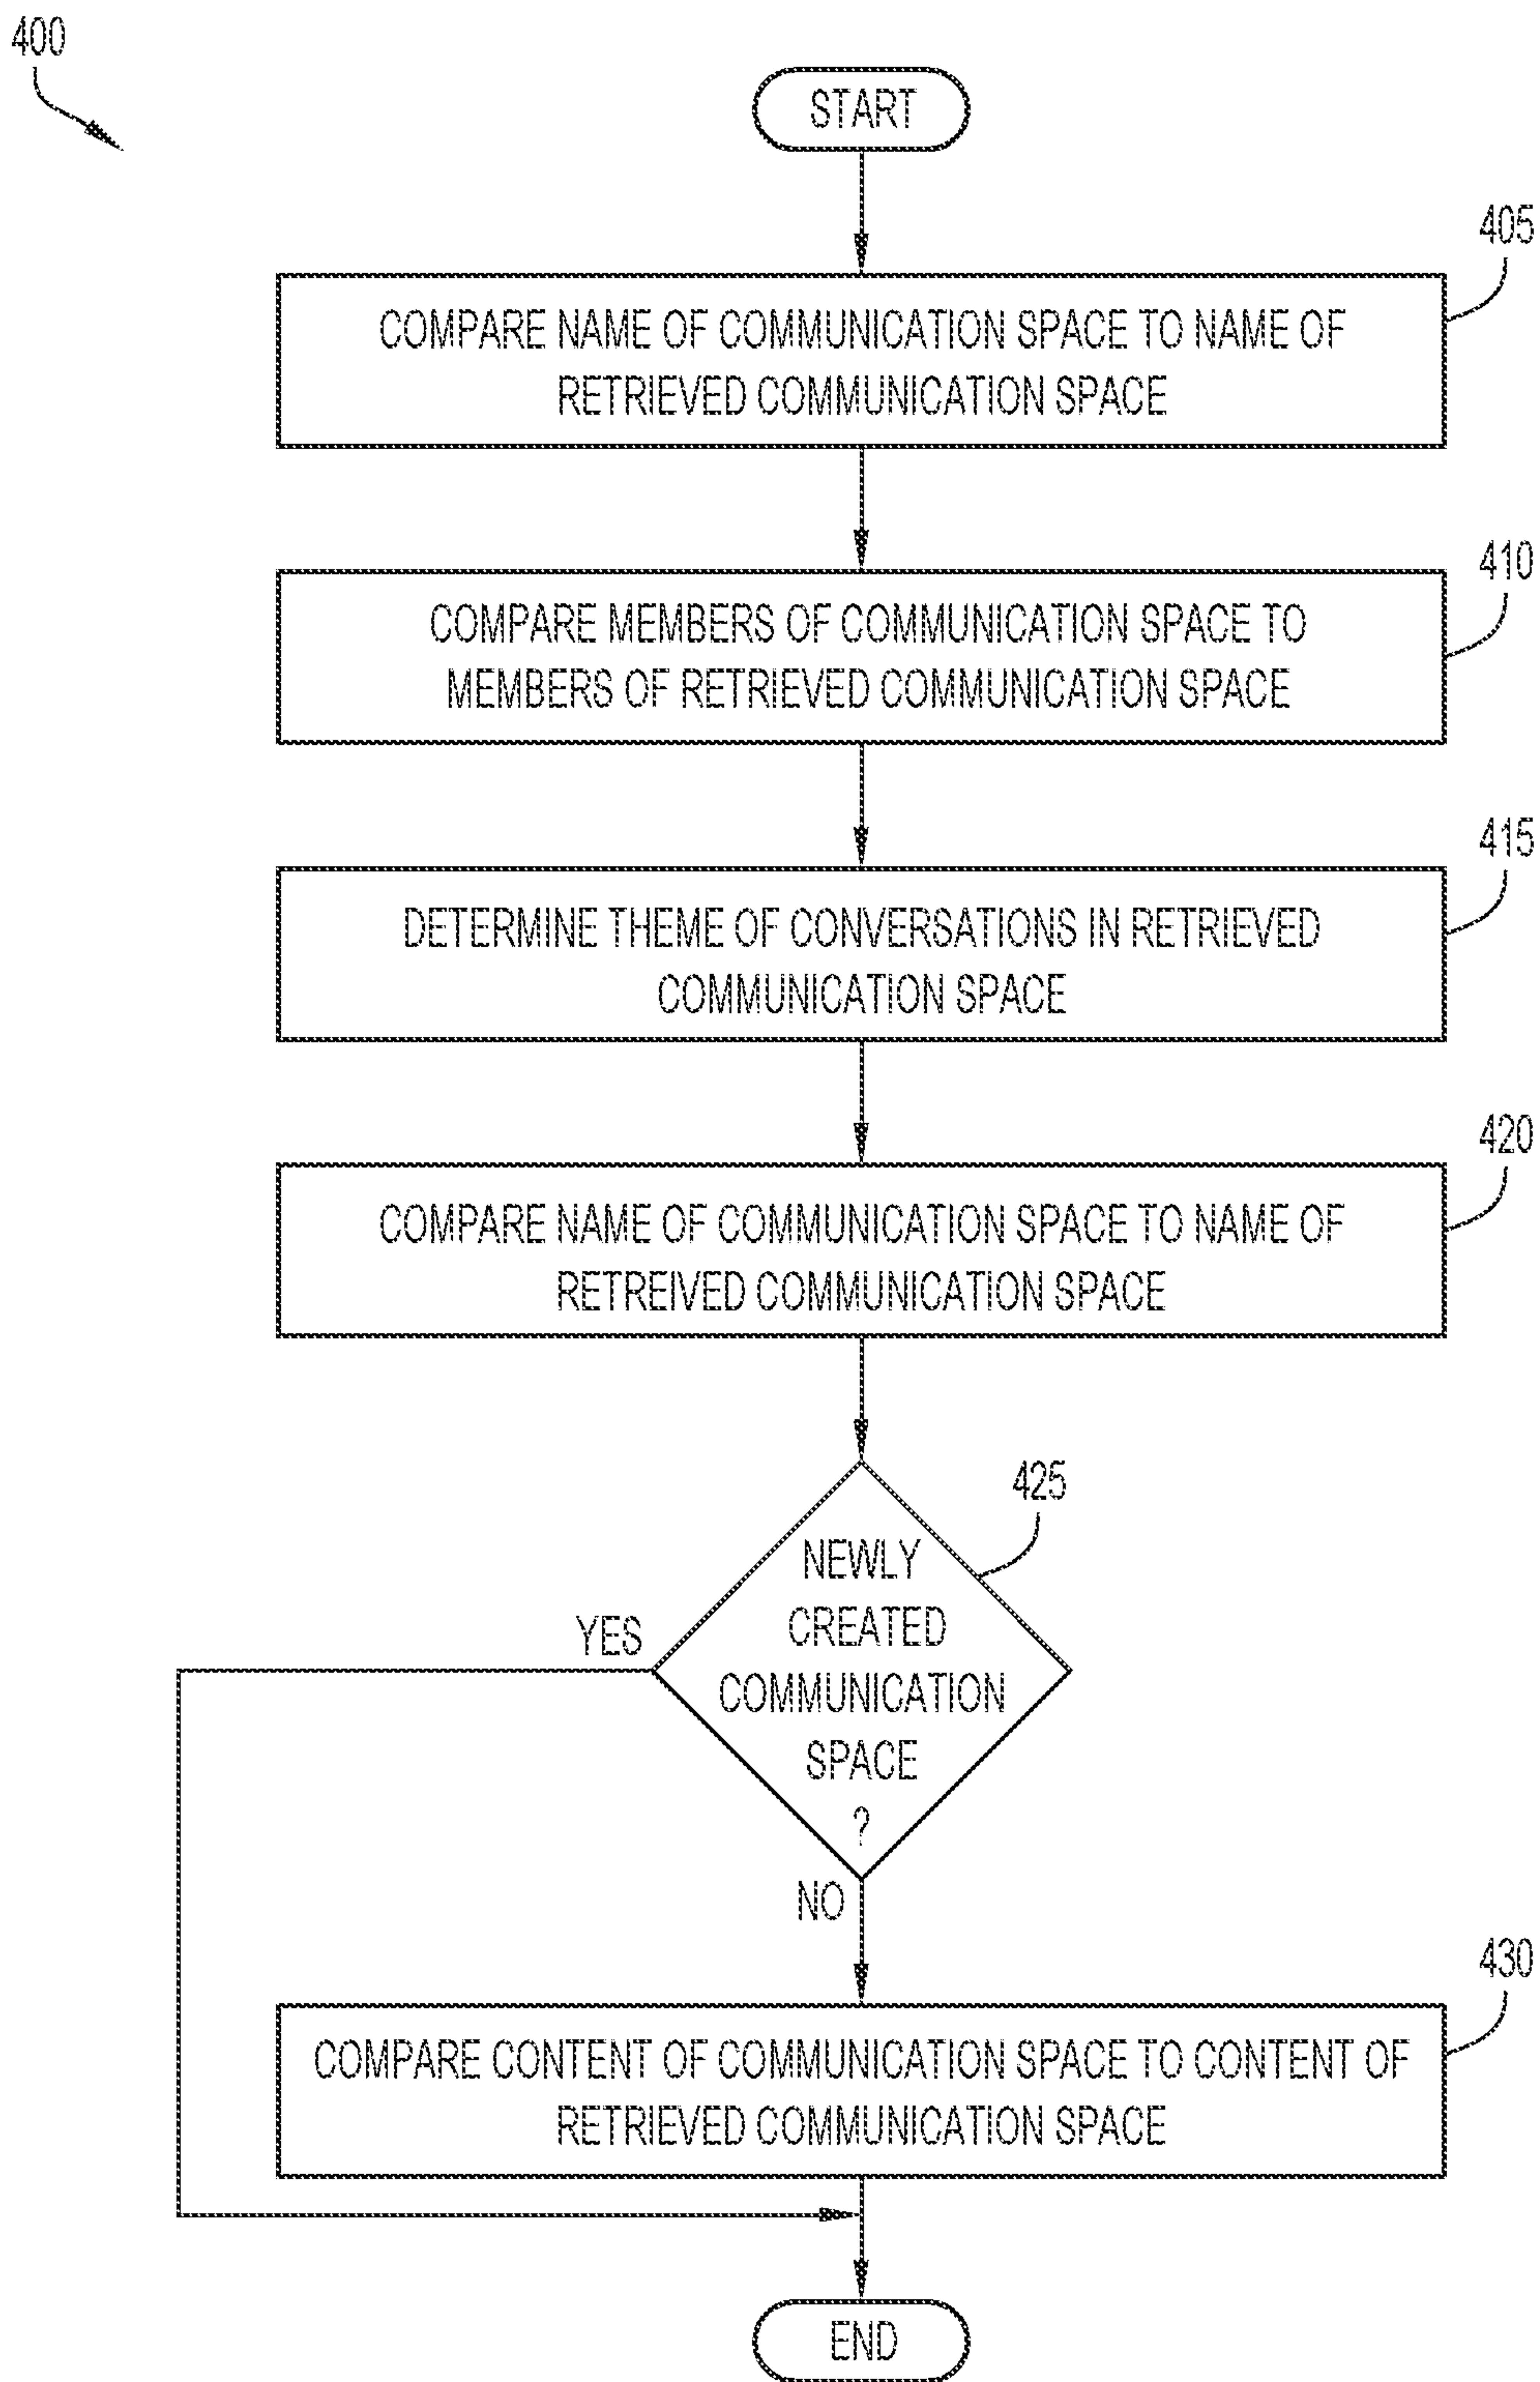 400
START
405
COMPARE NAME OF COMMUNICATION SPACE TO NAME OF
RETRIEVED COMMUNICATION SPACE
410
COMPARE MEMBERS OF COMMUNICATION SPACE TO
MEMBERS OF RETRIEVED COMMUNICATION SPACE
415
DETERMINE THEME OF CONVERSATIONS IN RETRIEVED
COMMUNICATION SPACE
420
COMPARE NAME OF COMMUNICATION SPACE TO NAME OF
RETREIVED COMMUNICATION SPACE
425
NEWLY
CREATED
COMMUNICATION
SPACE
?
YES
NO
430
COMPARE CONTENT OF COMMUNICATION SPACE TO CONTENT OF
RETRIEVED COMMUNICATION SPACE
END